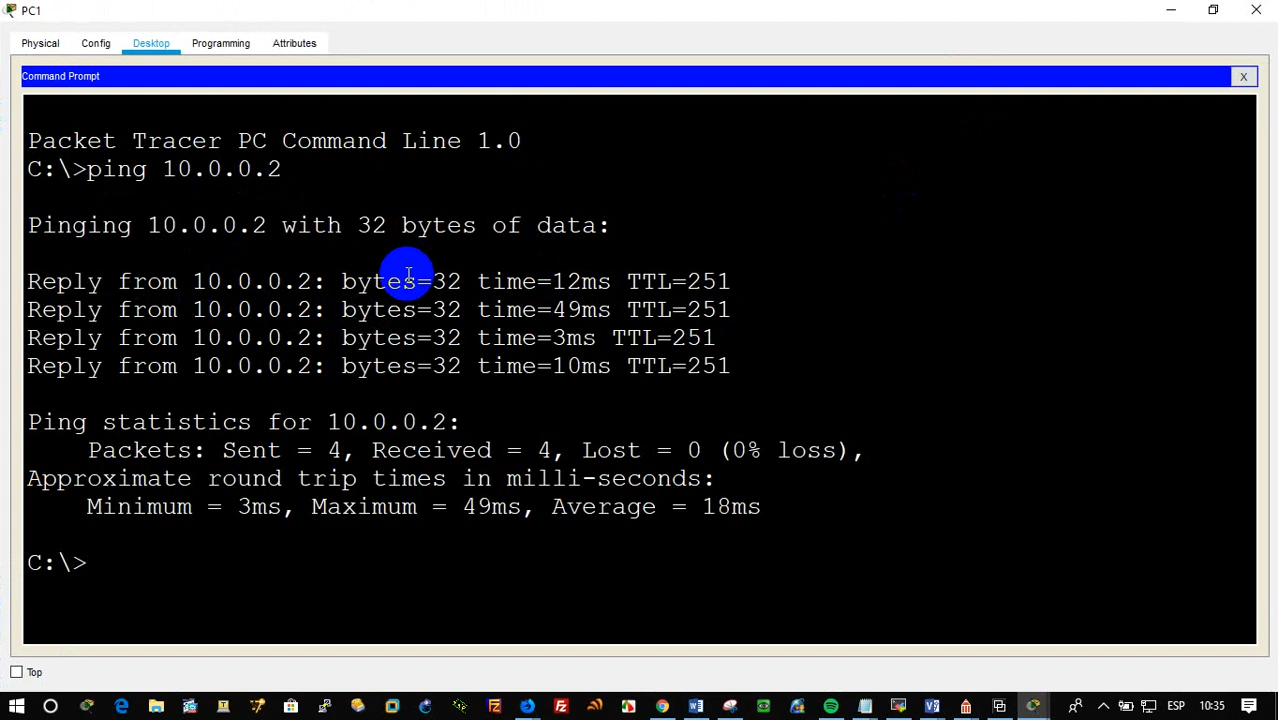 PC1
Physical Config Desktop Programming Attributes
Command Prompt X
Packet Tracer PC Command Line 1.0
C:\>ping 10.0.0.2
Pinging 10.0.0.2 with 32 bytes of data:
Reply from 10.0.0.2: bytes=32 time=12ms TTL=251
Reply from 10.0.0.2: bytes=32 time=49ms TTL=251
Reply from 10.0.0.2: bytes=32 time=3ms TTL=251
Reply from 10.0.0.2: bytes=32 time=10ms TTL=251
Ping statistics for 10.0.0.2:
Packets: Sent = 4, Received = 4, Lost = 0 (0% loss),
Approximate round trip times in milli-seconds:
Minimum = 3ms, Maximum = 49ms, Average = 18ms
C:\>
Top
ESP 10:35